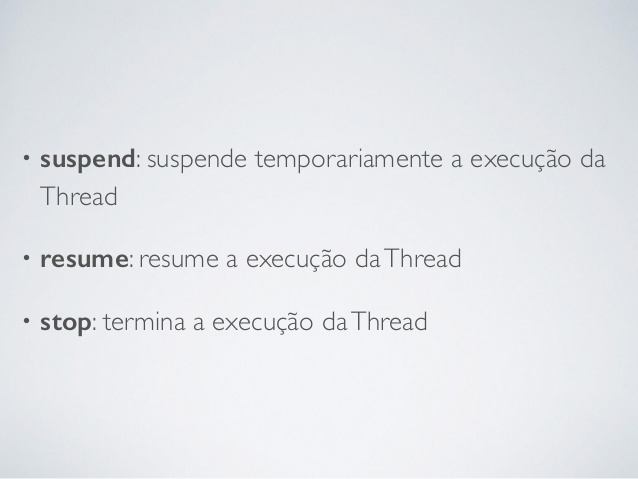 • suspend: suspende temporariamente a execução da
Thread
• resume: resume a execução da Thread
• stop: termina a execução da Thread